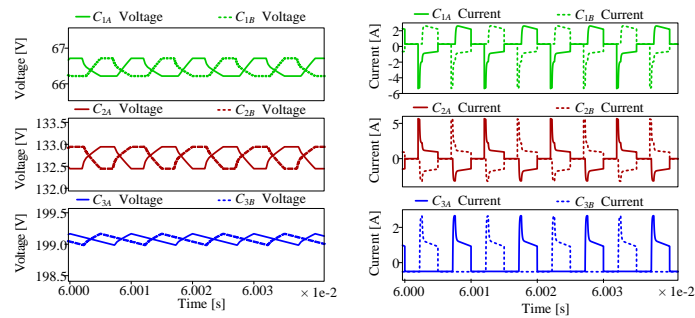 C1A Voltage C1B Voltage
Voltage [V]
67
66
C2A Voltage C2B Voltage
Voltage [V]
133.5
133.0
132.5
132.0
C3A Voltage C3B Voltage
Voltage [V]
199.5
199.0
198.5
6.000 6.001 6.002 6.003 × 1e-2
Time [s]
C1A Current C1B Current
Current [A]
2
0
-2
-4
-6
C2A Current C2B Current
Current [A]
5
0
C3A Current C3B Current
Current [A]
2
0
6.000 6.001 6.002 6.003 × 1e-2
Time [s]